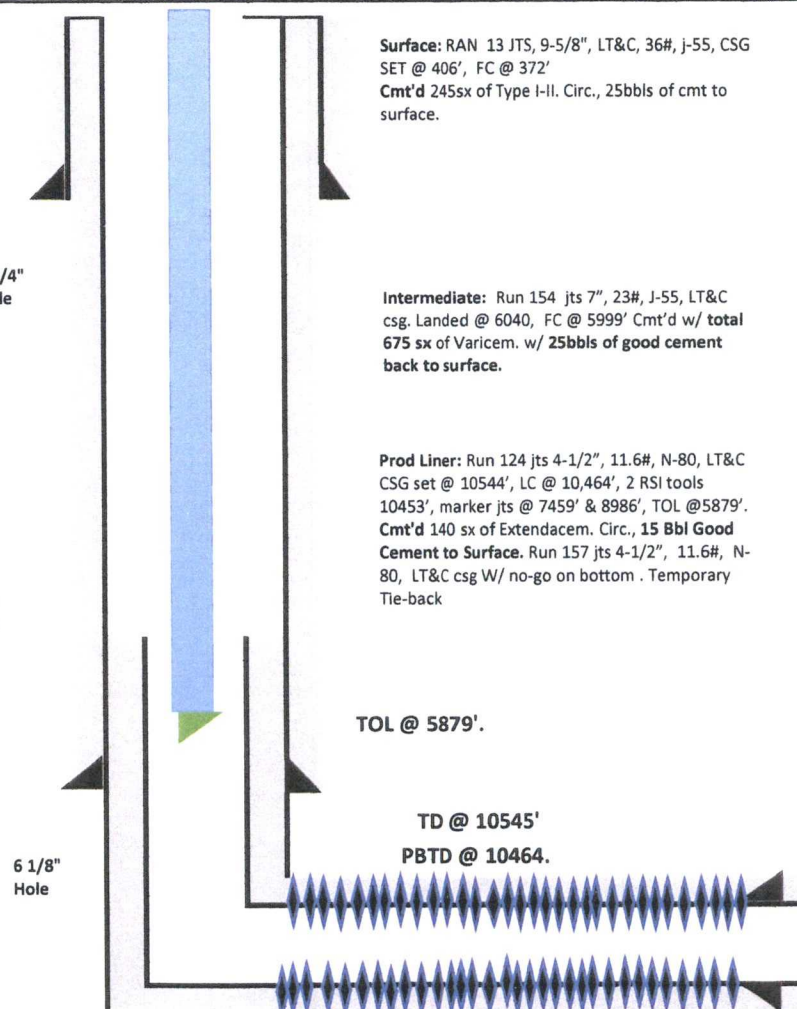 Surface: RAN 13 JTS, 9-5/8", LT&C, 36#, j-55, CSG
SET @ 406', FC @ 372'
Cmt'd 245sx of Type I-II. Circ., 25bbls of cmt to
surface.
/4"
le
Intermediate: Run 154 jts 7", 23#, J-55, LT&C
csg. Landed @ 6040, FC @ 5999' Cmt'd w/ total
675 sx of Varicem. w/ 25bbls of good cement
back to surface.
Prod Liner: Run 124 jts 4-1/2", 11.6#, N-80, LT&C
CSG set @ 10544', LC @ 10,464', 2 RSI tools
10453', marker jts @ 7459' & 8986', TOL @5879'.
Cmt'd 140 sx of Extendacem. Circ., 15 Bbl Good
Cement to Surface. Run 157 jts 4-1/2", 11.6#, N-
80, LT&C csg W/ no-go on bottom . Temporary
Tie-back
TOL @ 5879'.
TD @ 10545'
PBTD @ 10464.
6 1/8"
Hole